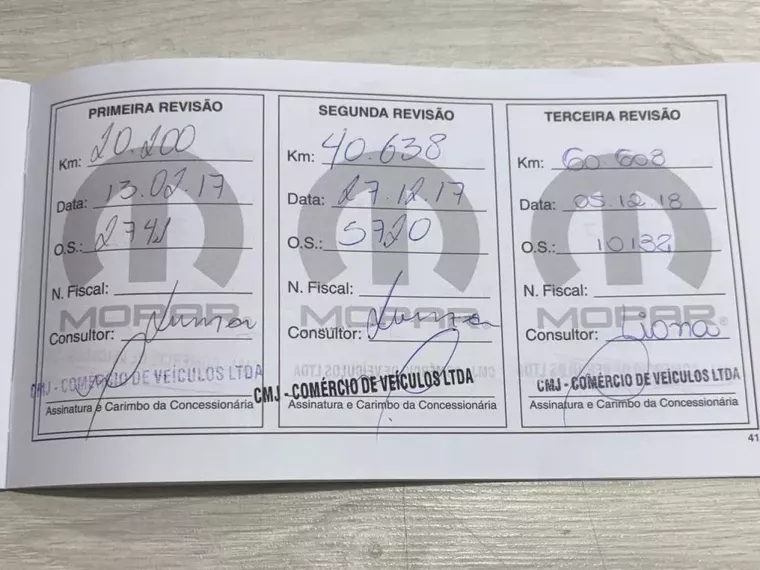 PRIMEIRA REVISÃO
Km: 20.200
Data: 13.02.17
O.S.: 2741
N. Fiscal:
MOPAR
Consultor:
CMJ - COMÉRCIO DE VEÍCULOS LTDA
Assinatura e Carimbo da Concessionária
SEGUNDA REVISÃO
Km: 40.638
Data: 27.12.17
O.S.: 5720
N. Fiscal:
MOPAR
Consultor:
CMJ - COMÉRCIO DE VEÍCULOS LTDA
Assinatura e Carimbo da Concessionária
TERCEIRA REVISÃO
Km: 60.608
Data: 05.12.18
O.S.: 10132
N. Fiscal:
MOPAR
Consultor: Liona
CMJ - COMÉRCIO DE VEÍCULOS LTDA
Assinatura e Carimbo da Concessionária
41